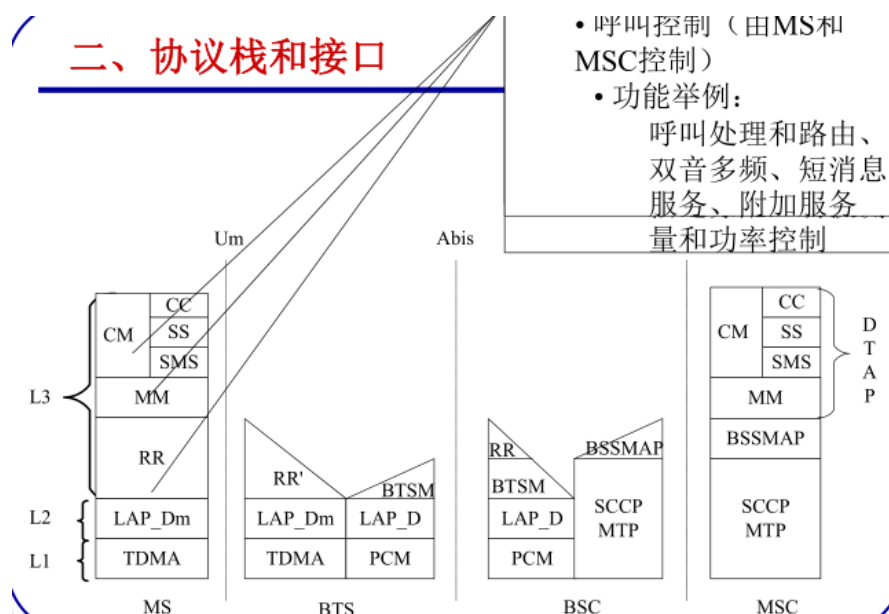 二、协议栈和接口
• 呼叫控制（由MS和
MSC控制）
• 功能举例：
呼叫处理和路由、
双音多频、短消息
服务、附加服务
量和功率控制
Um
Abis
CM
CC
SS
SMS
MM
RR
L3
L2
LAP_Dm
L1
TDMA
MS
RR'
BTSM
LAP_Dm
LAP_D
TDMA
PCM
BTS
RR
BTSM
BSSMAP
LAP_D
PCM
SCCP
MTP
BSC
CM
CC
SS
SMS
MM
BSSMAP
SCCP
MTP
MSC
D
T
A
P